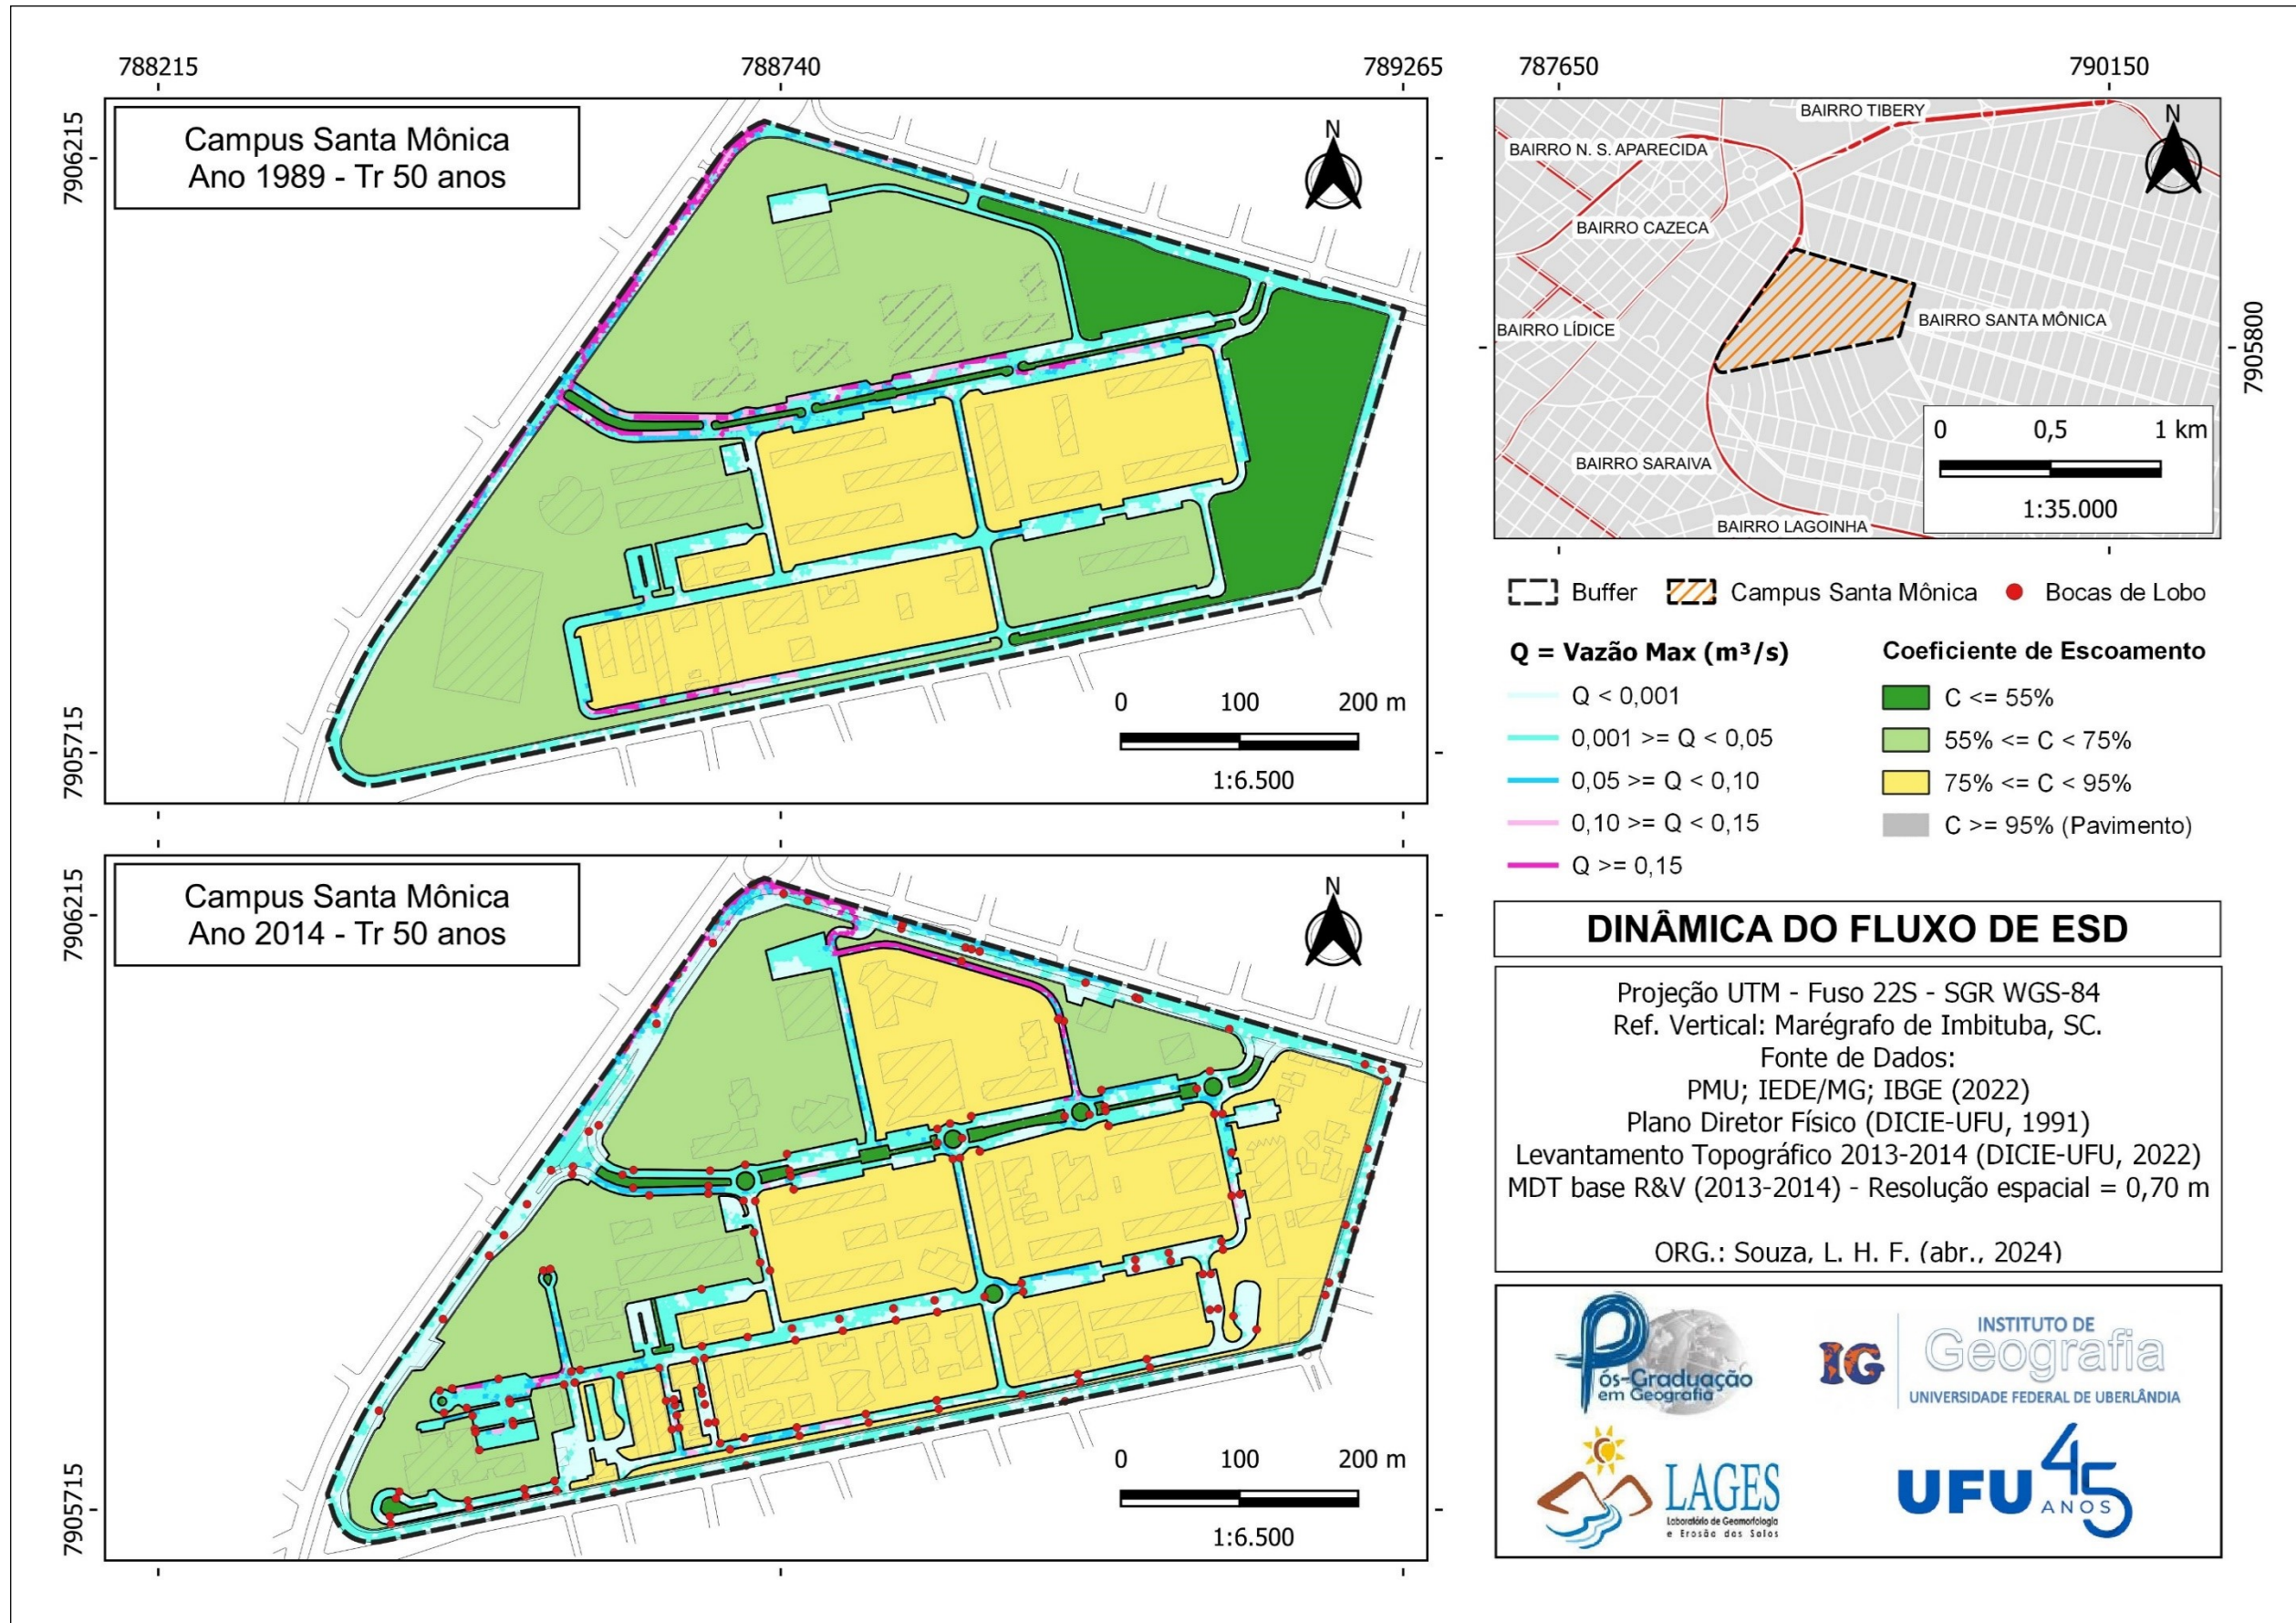 788215
788740
789265
7906215
Campus Santa Mônica
Ano 1989 - Tr 50 anos
N
7905715
0
100
200 m
1:6.500
7906215
Campus Santa Mônica
Ano 2014 - Tr 50 anos
N
7905715
0
100
200 m
1:6.500
787650
790150
BAIRRO TIBERY
N
BAIRRO N. S. APARECIDA
BAIRRO CAZECA
BAIRRO LÍDICE
BAIRRO SANTA MÔNICA
7905800
0
0,5
1 km
BAIRRO SARAIVA
1:35.000
BAIRRO LAGOINHA
Buffer
Campus Santa Mônica
Bocas de Lobo
Q = Vazão Max (m³/s)
Q < 0,001
0,001 >= Q < 0,05
0,05 >= Q < 0,10
0,10 >= Q < 0,15
Q >= 0,15
Coeficiente de Escoamento
C <= 55%
55% <= C < 75%
75% <= C < 95%
C >= 95% (Pavimento)
DINÂMICA DO FLUXO DE ESD
Projeção UTM - Fuso 22S - SGR WGS-84
Ref. Vertical: Marégrafo de Imbituba, SC.
Fonte de Dados:
PMU; IEDE/MG; IBGE (2022)
Plano Diretor Físico (DICIE-UFU, 1991)
Levantamento Topográfico 2013-2014 (DICIE-UFU, 2022)
MDT base R&V (2013-2014) - Resolução espacial = 0,70 m
ORG.: Souza, L. H. F. (abr., 2024)
Pós-Graduação
em Geografia
IG
INSTITUTO DE
Geografia
UNIVERSIDADE FEDERAL DE UBERLÂNDIA
LAGES
Laboratório de Geomorfologia
e Erosão dos Solos
UFU 45
ANOS